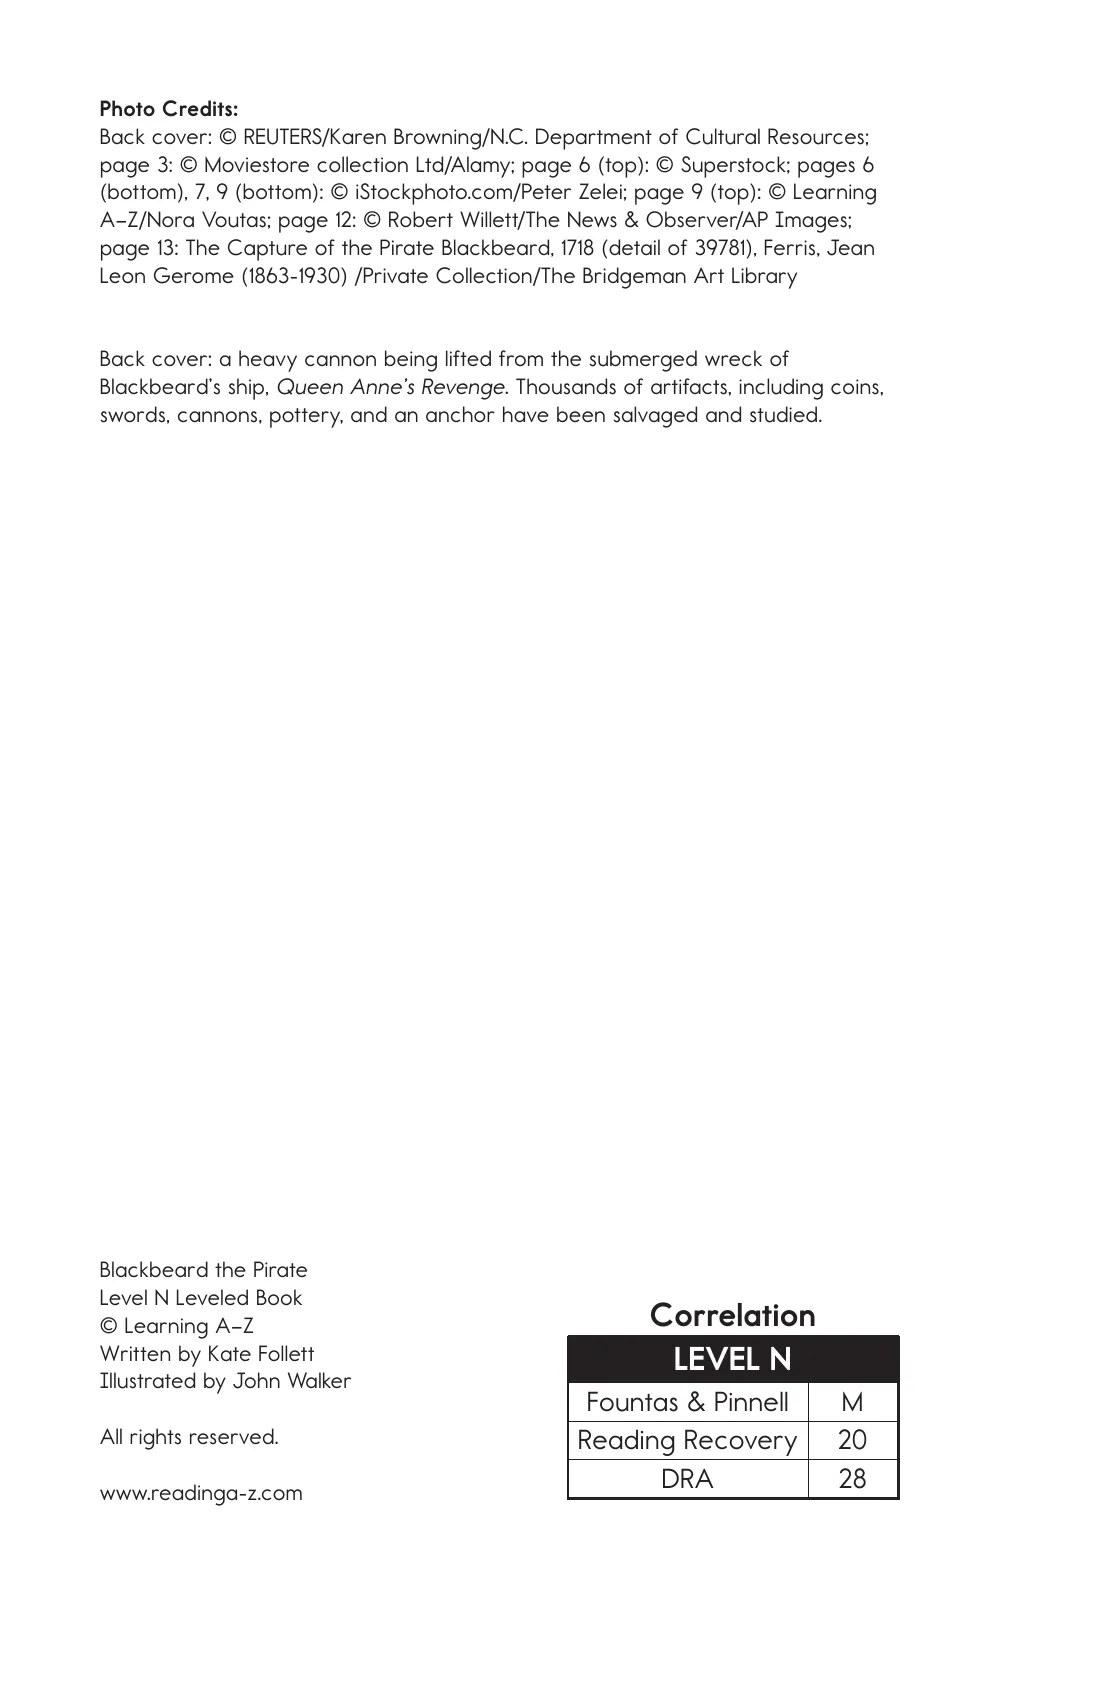 Photo Credits:
Back cover: © REUTERS/Karen Browning/N.C. Department of Cultural Resources;
page 3: © Moviestore collection Ltd/Alamy; page 6 (top): © Superstock; pages 6
(bottom), 7, 9 (bottom): © iStockphoto.com/Peter Zelei; page 9 (top): © Learning
A–Z/Nora Voutas; page 12: © Robert Willett/The News & Observer/AP Images;
page 13: The Capture of the Pirate Blackbeard, 1718 (detail of 39781), Ferris, Jean
Leon Gerome (1863-1930) /Private Collection/The Bridgeman Art Library
Back cover: a heavy cannon being lifted from the submerged wreck of
Blackbeard's ship, Queen Anne's Revenge. Thousands of artifacts, including coins,
swords, cannons, pottery, and an anchor have been salvaged and studied.
Blackbeard the Pirate
Level N Leveled Book
© Learning A–Z
Written by Kate Follett
Illustrated by John Walker
All rights reserved.
www.readinga-z.com
Correlation
LEVEL N
Fountas & Pinnell M
Reading Recovery 20
DRA 28